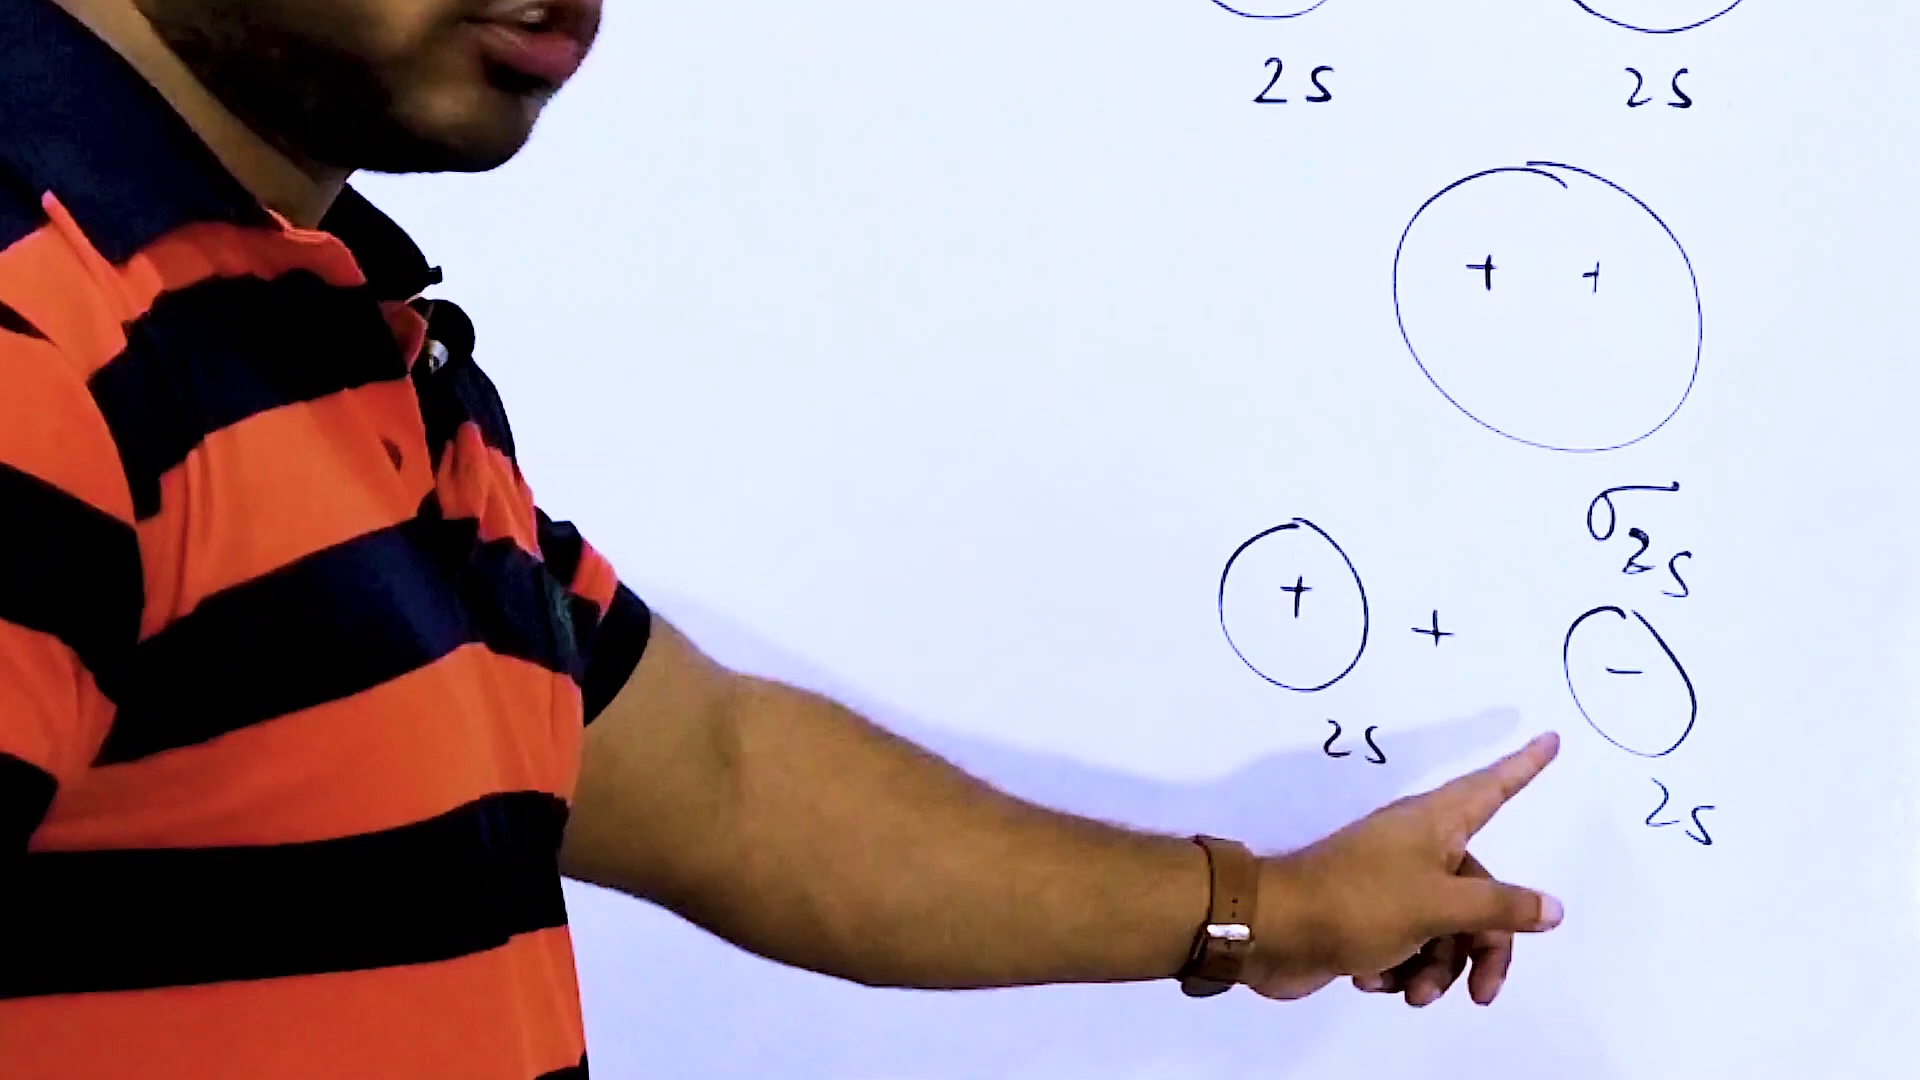 2s 2s
+ +
σ2s
+ + -
2s
2s